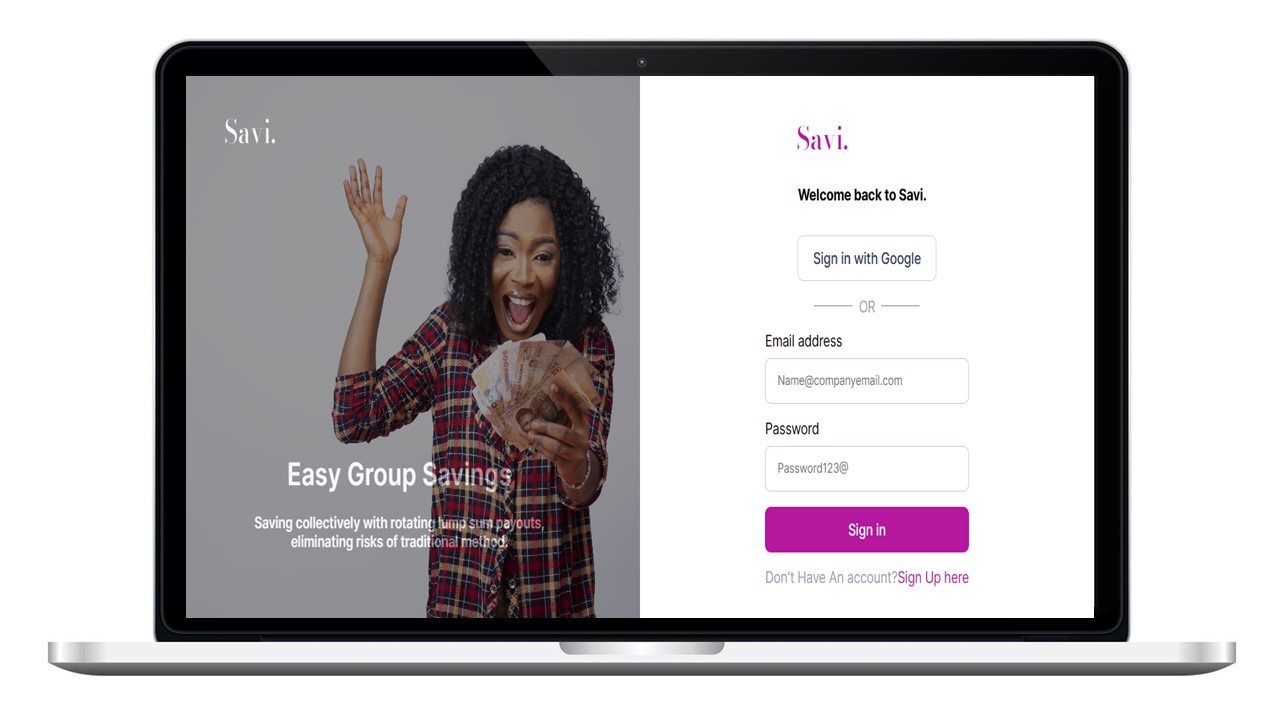 Savi.
Easy Group Savings
Saving collectively with rotating lump sum payouts,
eliminating risks of traditional method.
Savi.
Welcome back to Savi.
Sign in with Google
OR
Email address
Name@companyemail.com
Password
Password123@
Sign in
Don't Have An account?Sign Up here